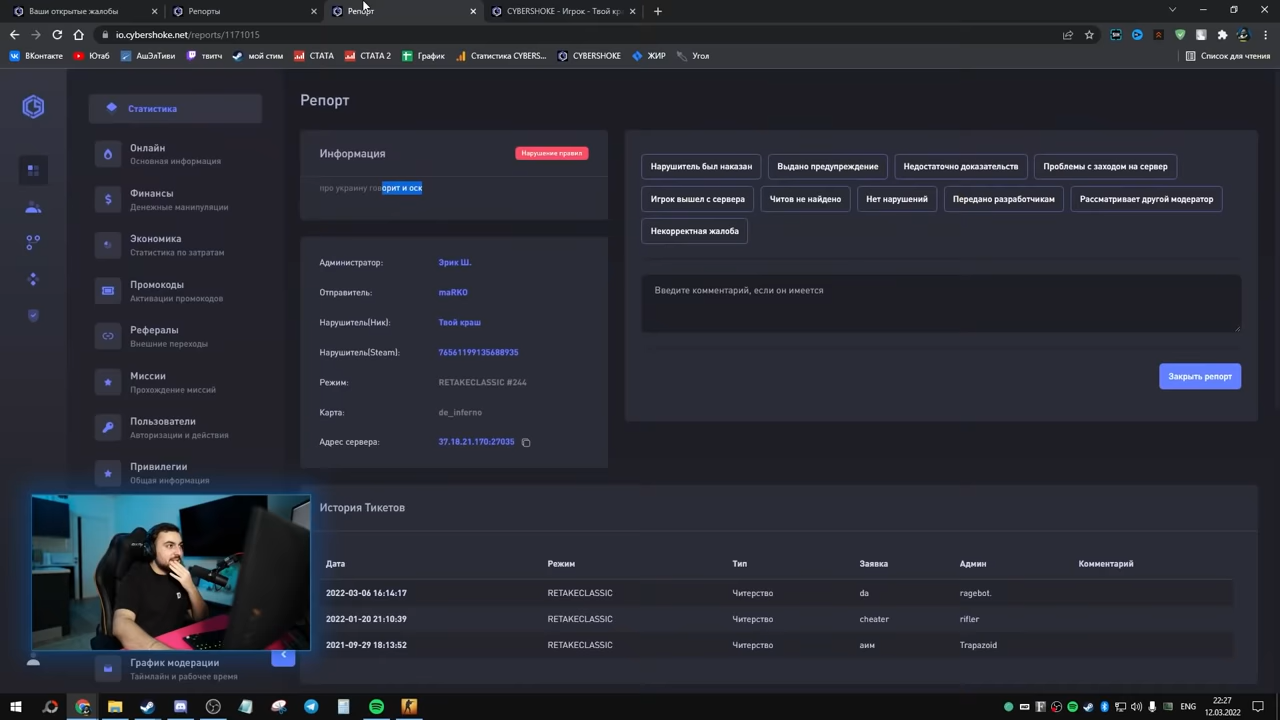 Ваши открытые жалобы
Репорты
Репорт
CYBERSHOKE - Игрок - Твой кр
io.cybershoke.net/reports/1171015
ВКонтакте
Ютаб
АшЭлТиви
твитч
мой стим
СТАТА
СТАТА 2
График
Статистика CYBERS...
CYBERSHOKE
ЖИР
Угол
Список для чтения
Статистика
Онлайн
Основная информация
Финансы
Денежные манипуляции
Экономика
Статистика по затратам
Промокоды
Активации промокодов
Рефералы
Внешние переходы
Миссии
Прохождение миссий
Пользователи
Авторизации и действия
Привилегии
Общая информация
График модерации
Таймлайн и рабочее время
Репорт
Информация
Нарушение правил
про украину говорит и оск
Администратор:
Эрик Ш.
Отправитель:
maRKO
Нарушитель(Ник):
Твой краш
Нарушитель(Steam):
76561199135688935
Режим:
RETAKECLASSIC #244
Карта:
de_inferno
Адрес сервера:
37.18.21.170:27035
Нарушитель был наказан
Выдано предупреждение
Недостаточно доказательств
Проблемы с заходом на сервер
Игрок вышел с сервера
Читов не найдено
Нет нарушений
Передано разработчикам
Рассматривает другой модератор
Некорректная жалоба
Введите комментарий, если он имеется
Закрыть репорт
История Тикетов
Дата Режим Тип Заявка Админ Комментарий
2022-03-06 16:14:17 RETAKECLASSIC Читерство da ragebot.
2022-01-20 21:10:39 RETAKECLASSIC Читерство cheater rifler
2021-09-29 18:13:52 RETAKECLASSIC Читерство аим Trapazoid
ENG
22:27
12.03.2022